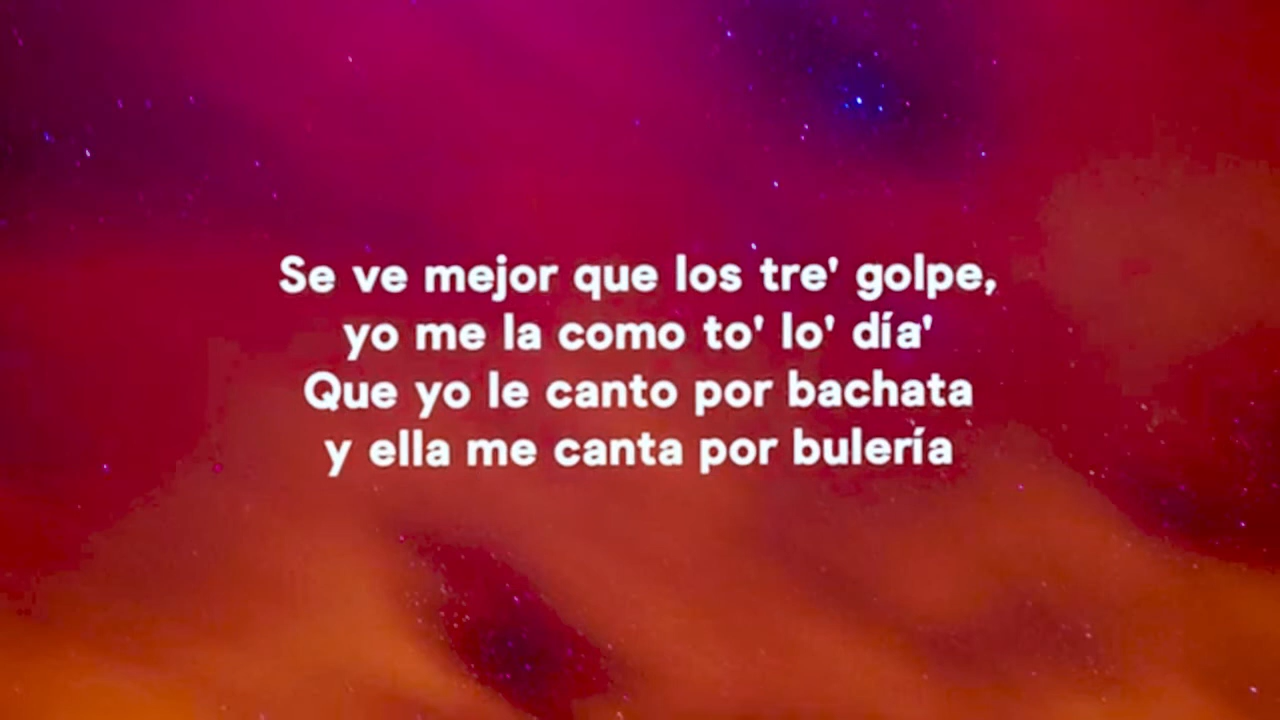 Se ve mejor que los tre' golpe,
yo me la como to' lo' día'
Que yo le canto por bachata
y ella me canta por bulería